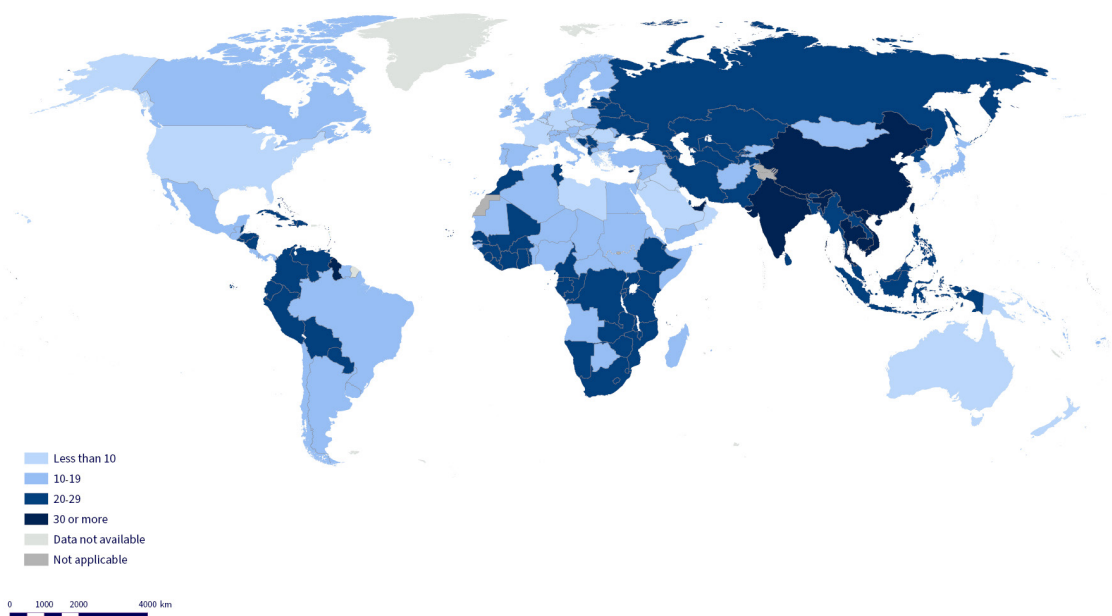 Less than 10
10-19
20-29
30 or more
Data not available
Not applicable
0 1000 2000 4000 km